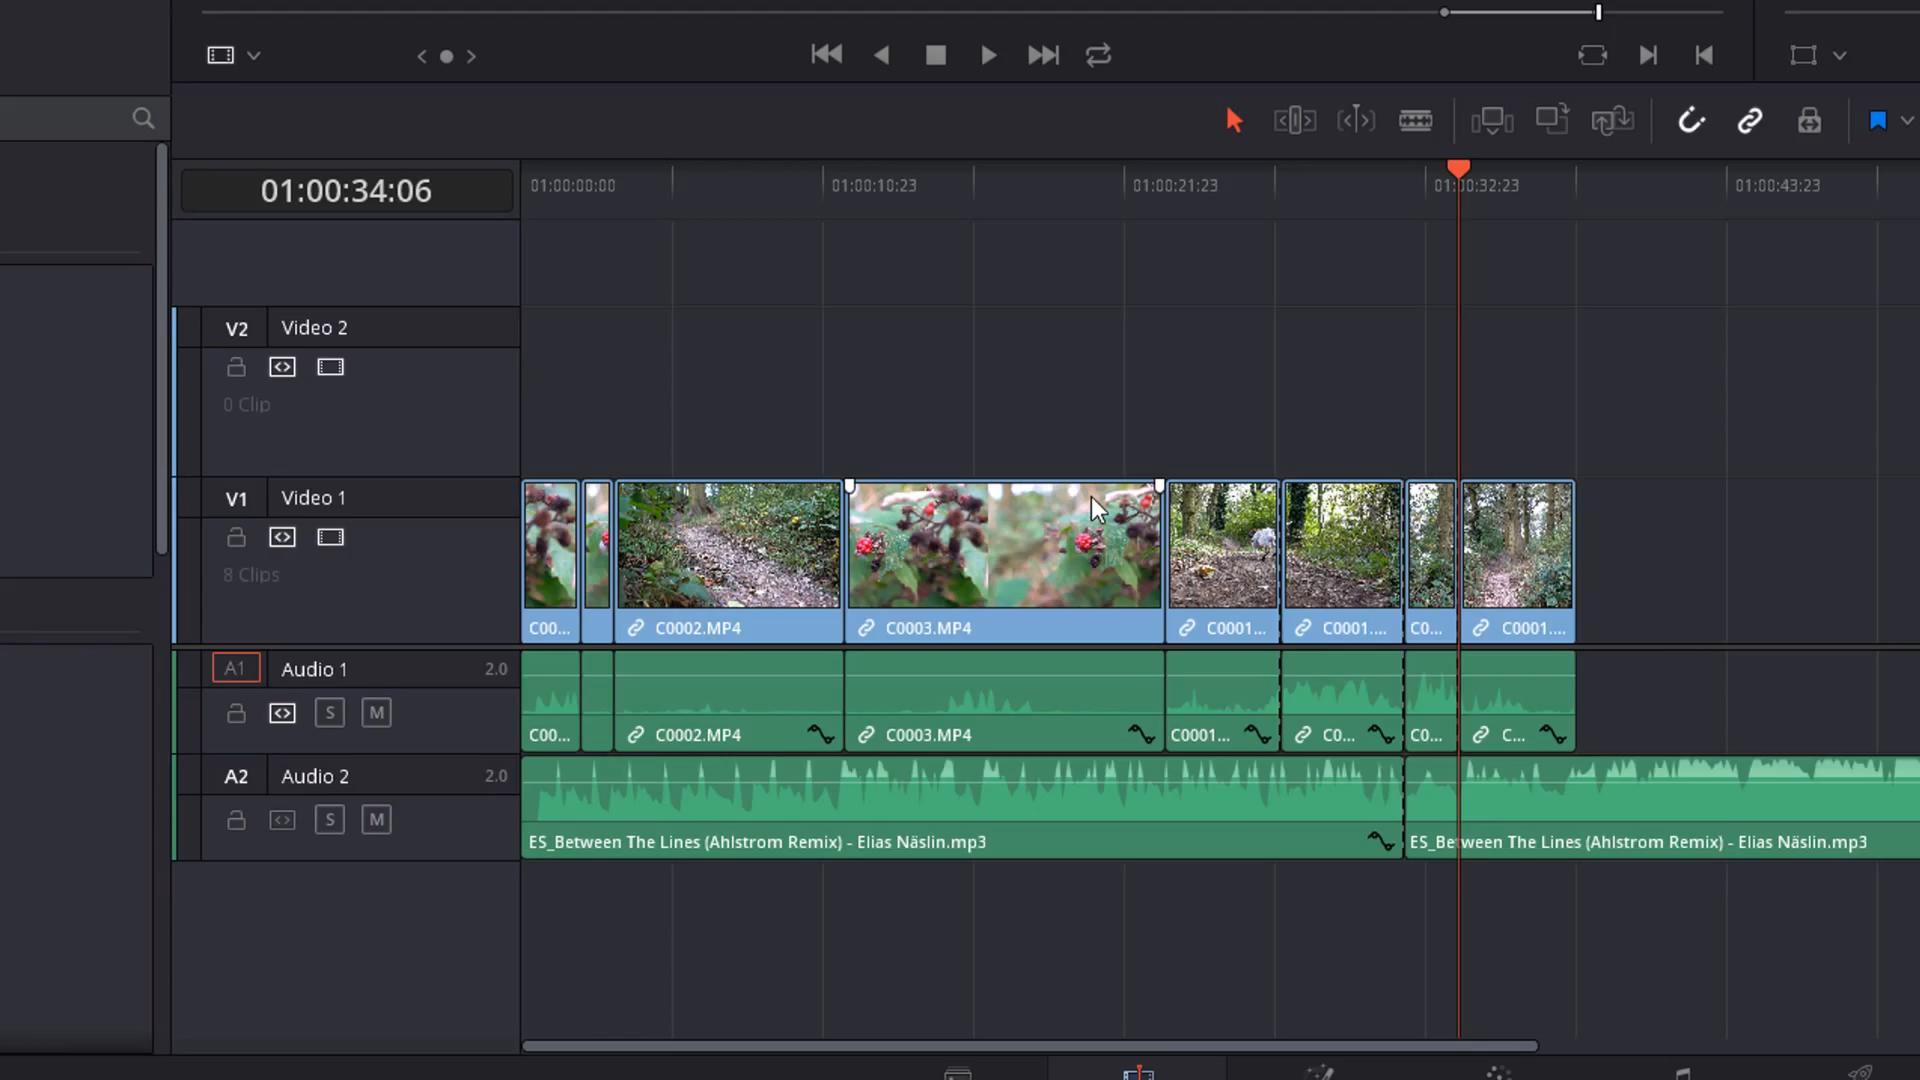 01:00:34:06
01:00:00:00 01:00:10:23 01:00:21:23 01:00:32:23 01:00:43:23
V2 Video 2
0 Clip
V1 Video 1
8 Clips
C00... C0002.MP4 C0003.MP4 C0001... C0001.... C0... C0001....
A1 Audio 1 2.0
S M
C00... C0002.MP4 C0003.MP4 C0001... C0... C0... C...
A2 Audio 2 2.0
S M
ES_Between The Lines (Ahlstrom Remix) - Elias Näslin.mp3 ES_Between The Lines (Ahlstrom Remix) - Elias Näslin.mp3